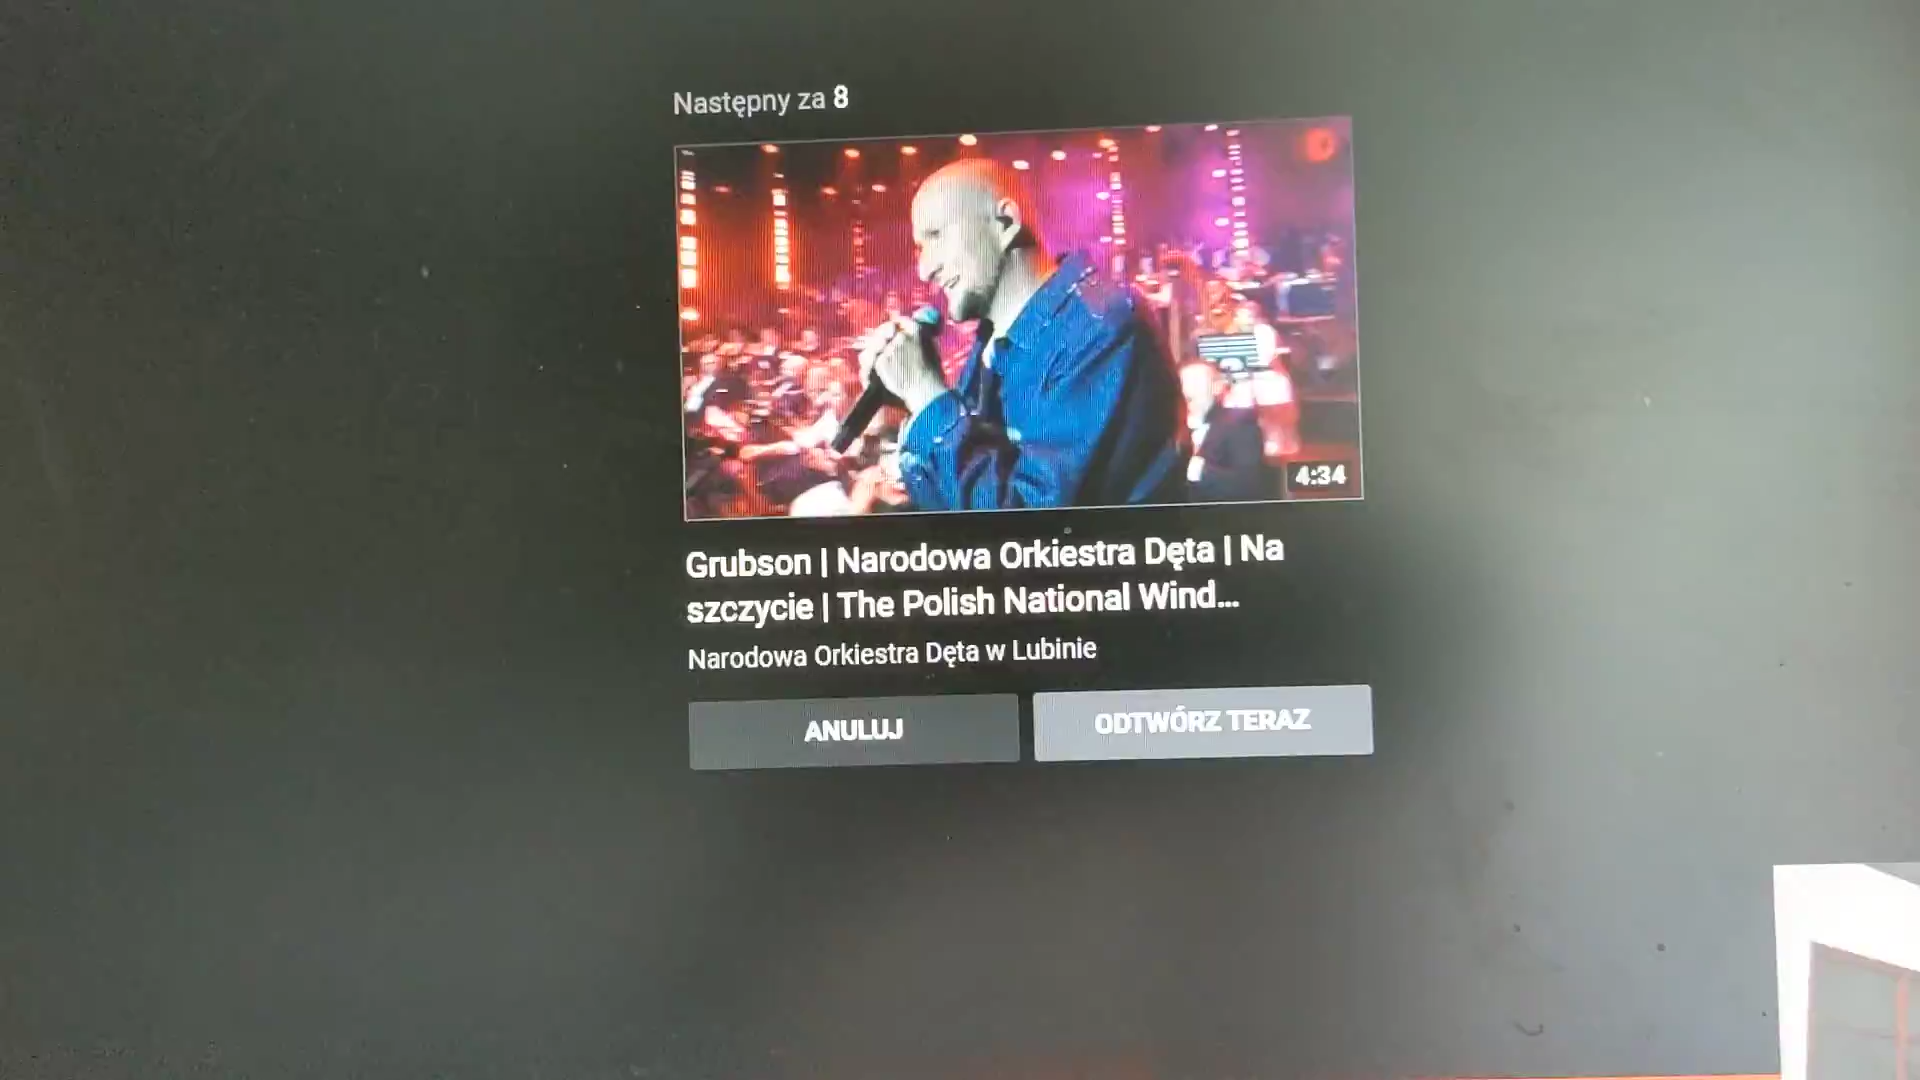 Następny za 8
4:34
Grubson | Narodowa Orkiestra Dęta | Na
szczycie | The Polish National Wind...
Narodowa Orkiestra Dęta w Lubinie
ANULUJ
ODTWÓRZ TERAZ